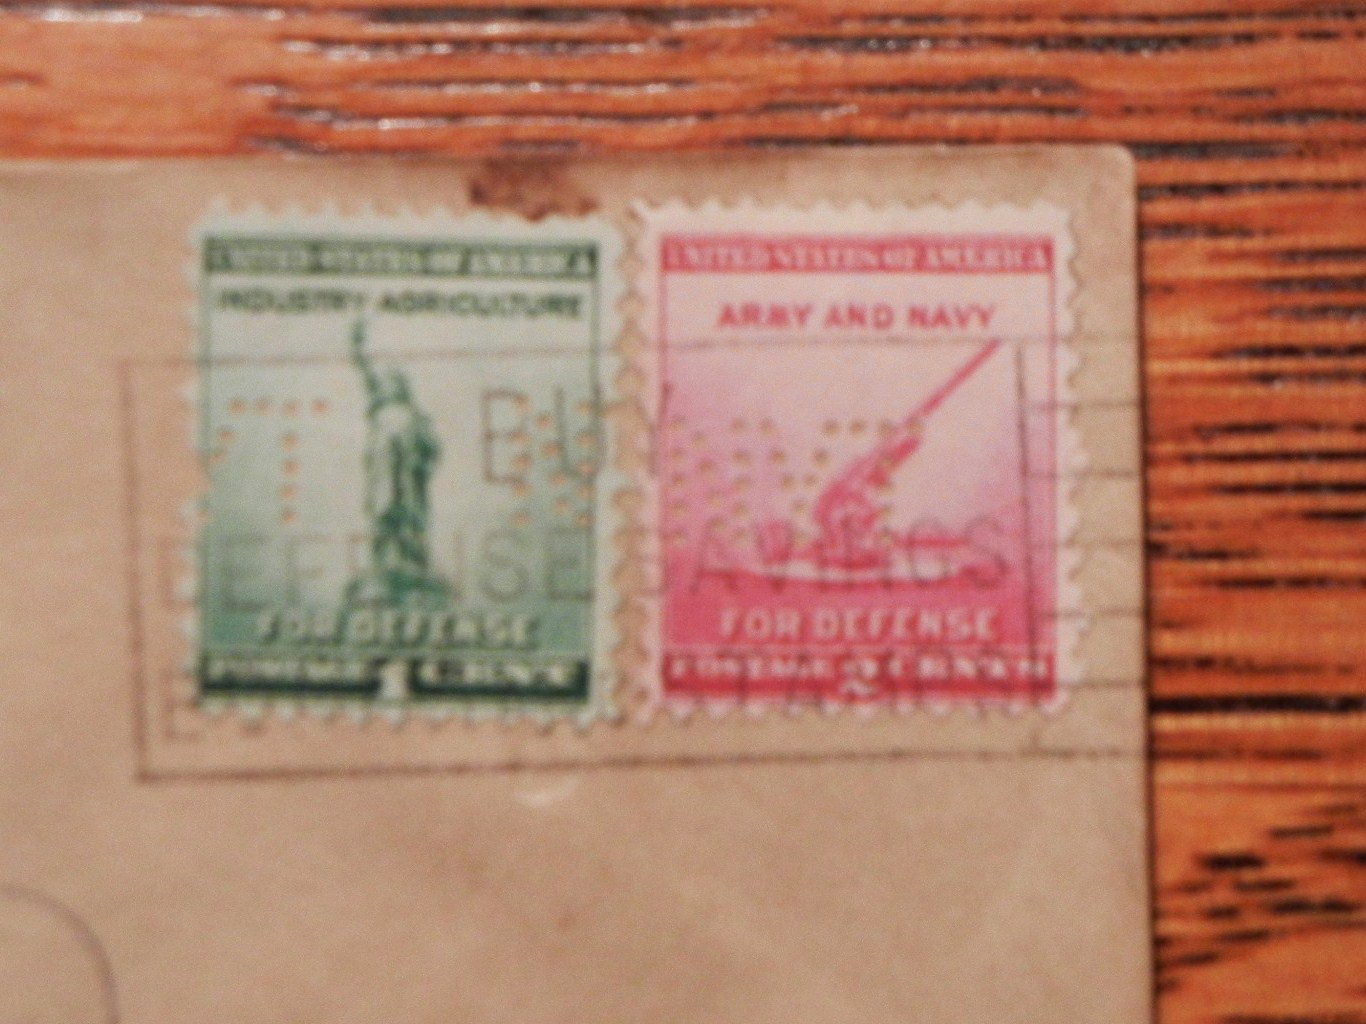 UNITED STATES OF AMERICA
INDUSTRY AGRICULTURE
FOR DEFENSE
POSTAGE 1 CENT
UNITED STATES OF AMERICA
ARMY AND NAVY
FOR DEFENSE
POSTAGE 2 CENTS
BUY
DEFENSE SAVINGS